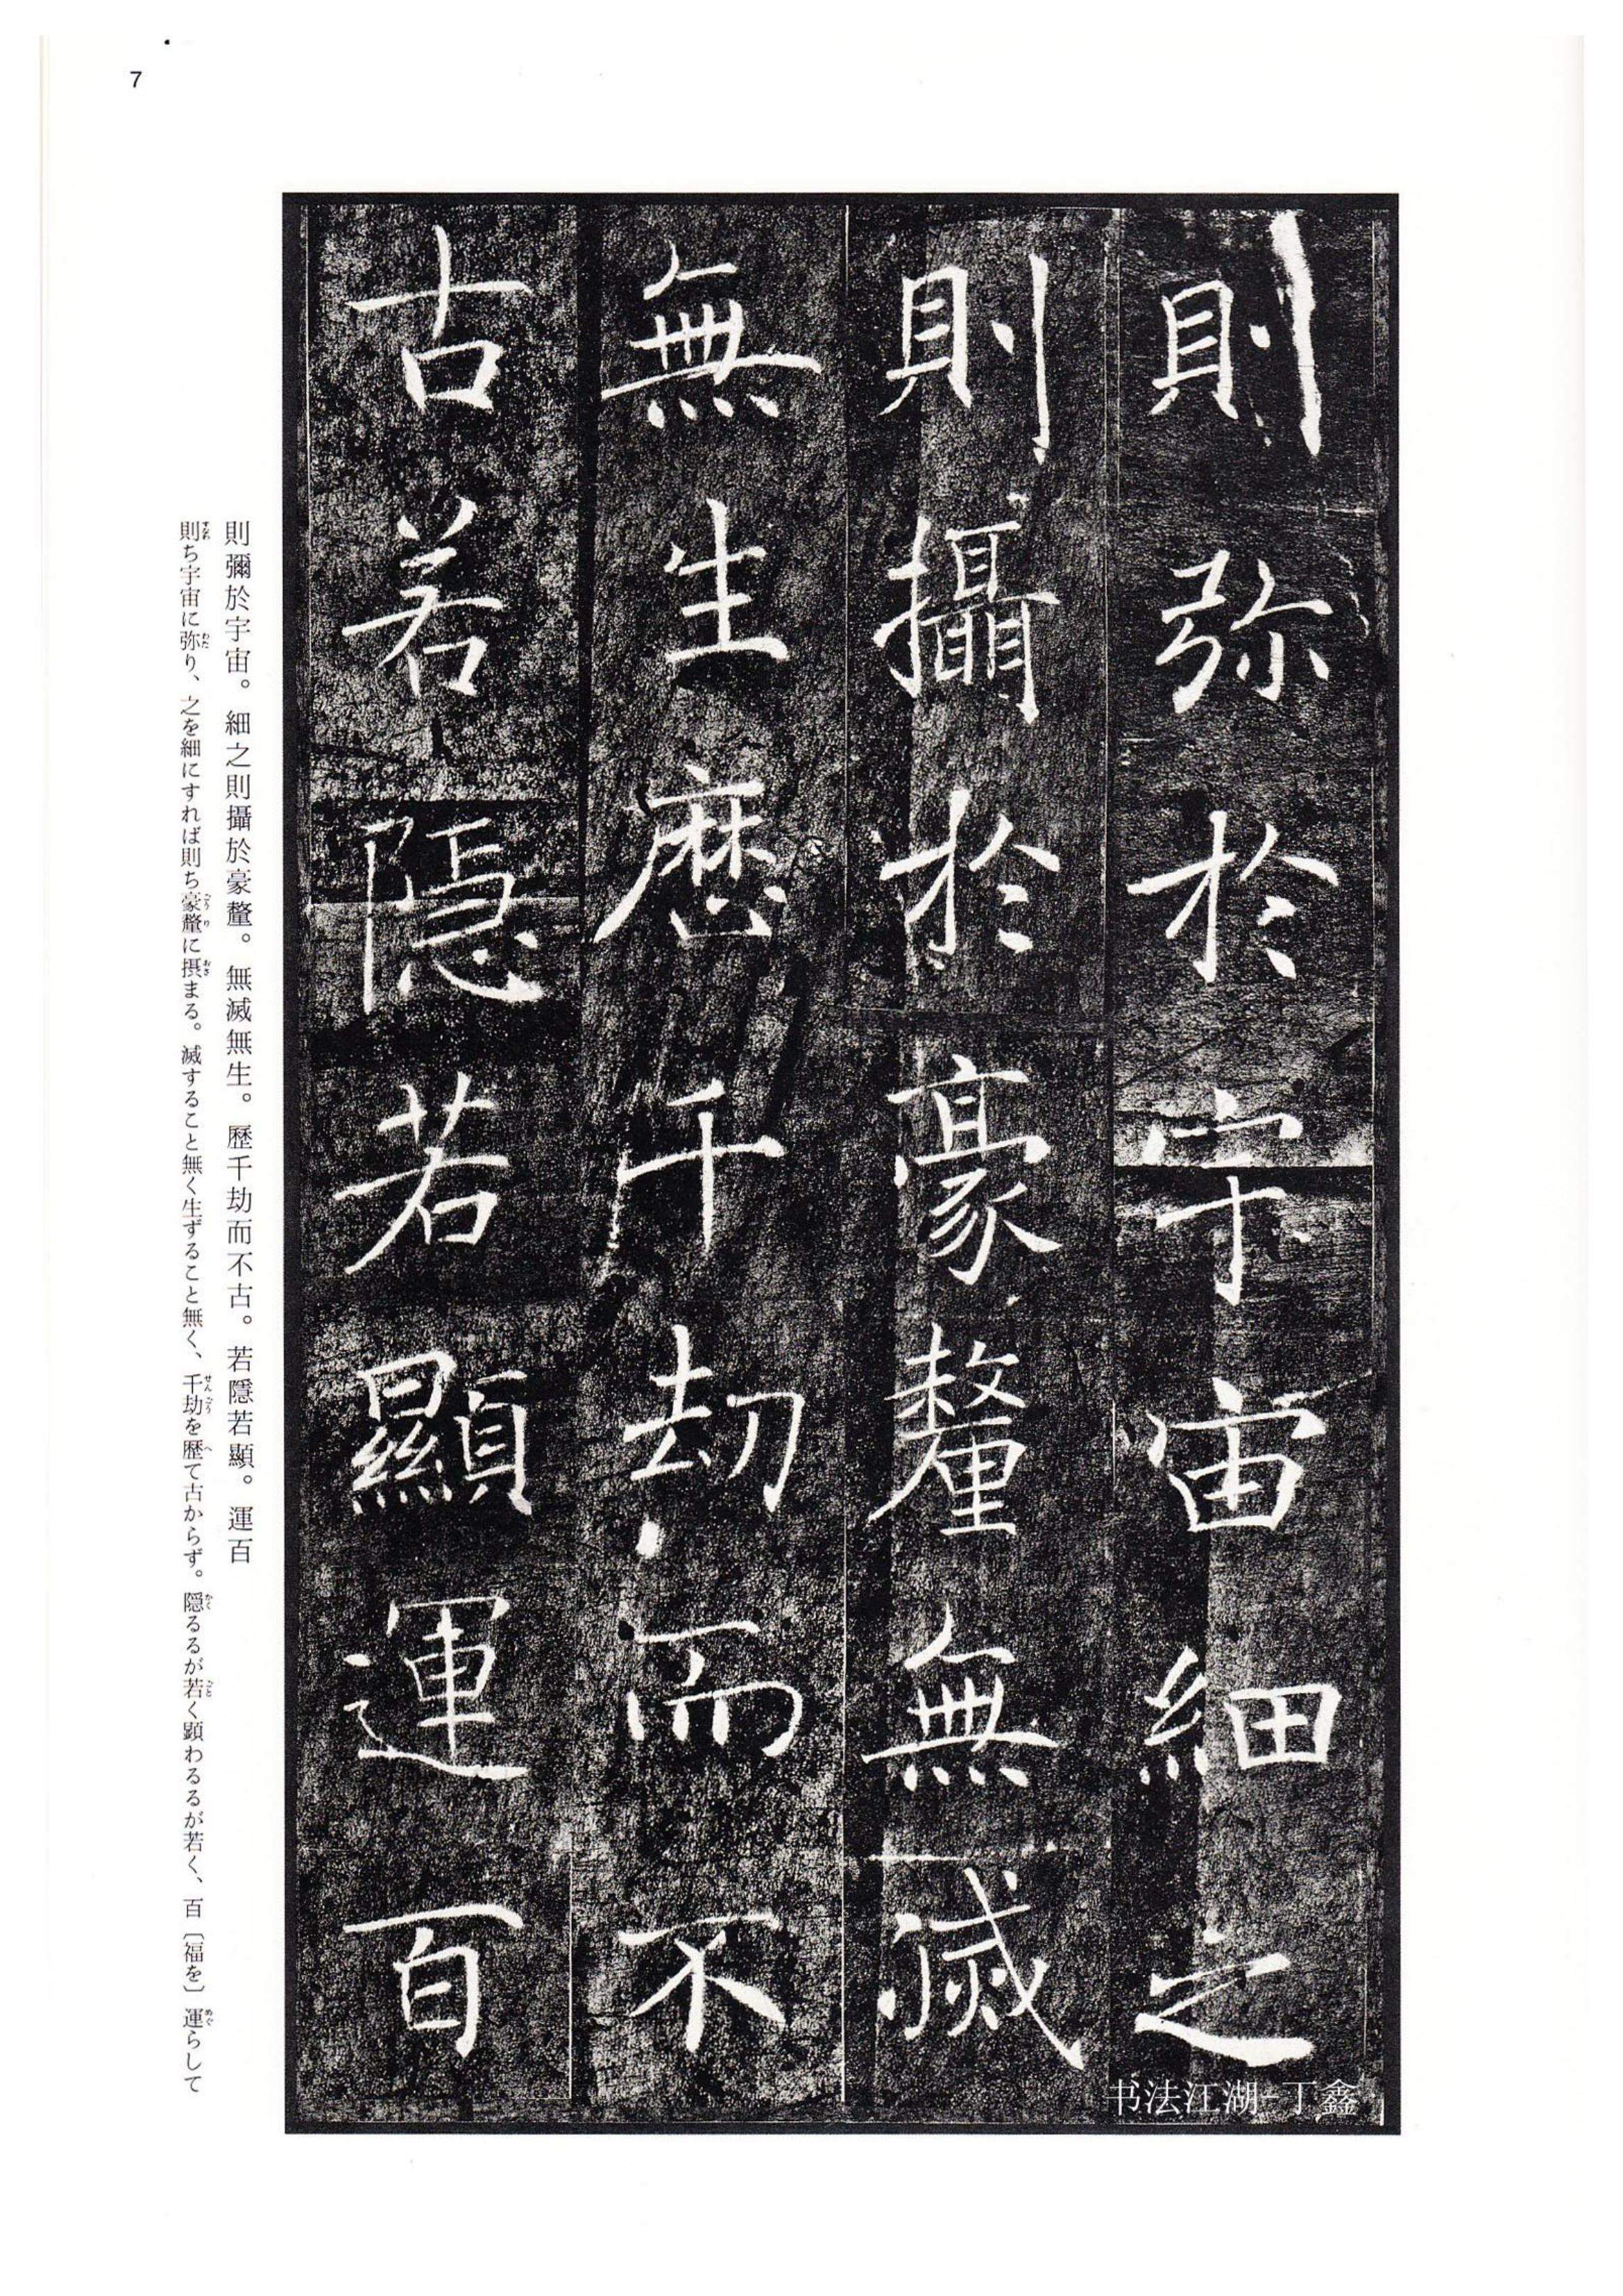 7
則弥於宇宙細之
則攝於豪釐無滅
無生歷千劫而不
古若隱若顯運百
则彌於宇宙。細之則攝於豪釐。無滅無生。歷千劫而不古。若隱若顯。運百
則ち宇宙に弥り、之を細にすれば則ち豪釐に摂まる。滅すること無く生ずること無く、千劫を歴て古からず。隠るるが若く顕わるるが若く、百〔福を〕運らして
书法江湖-丁鑫